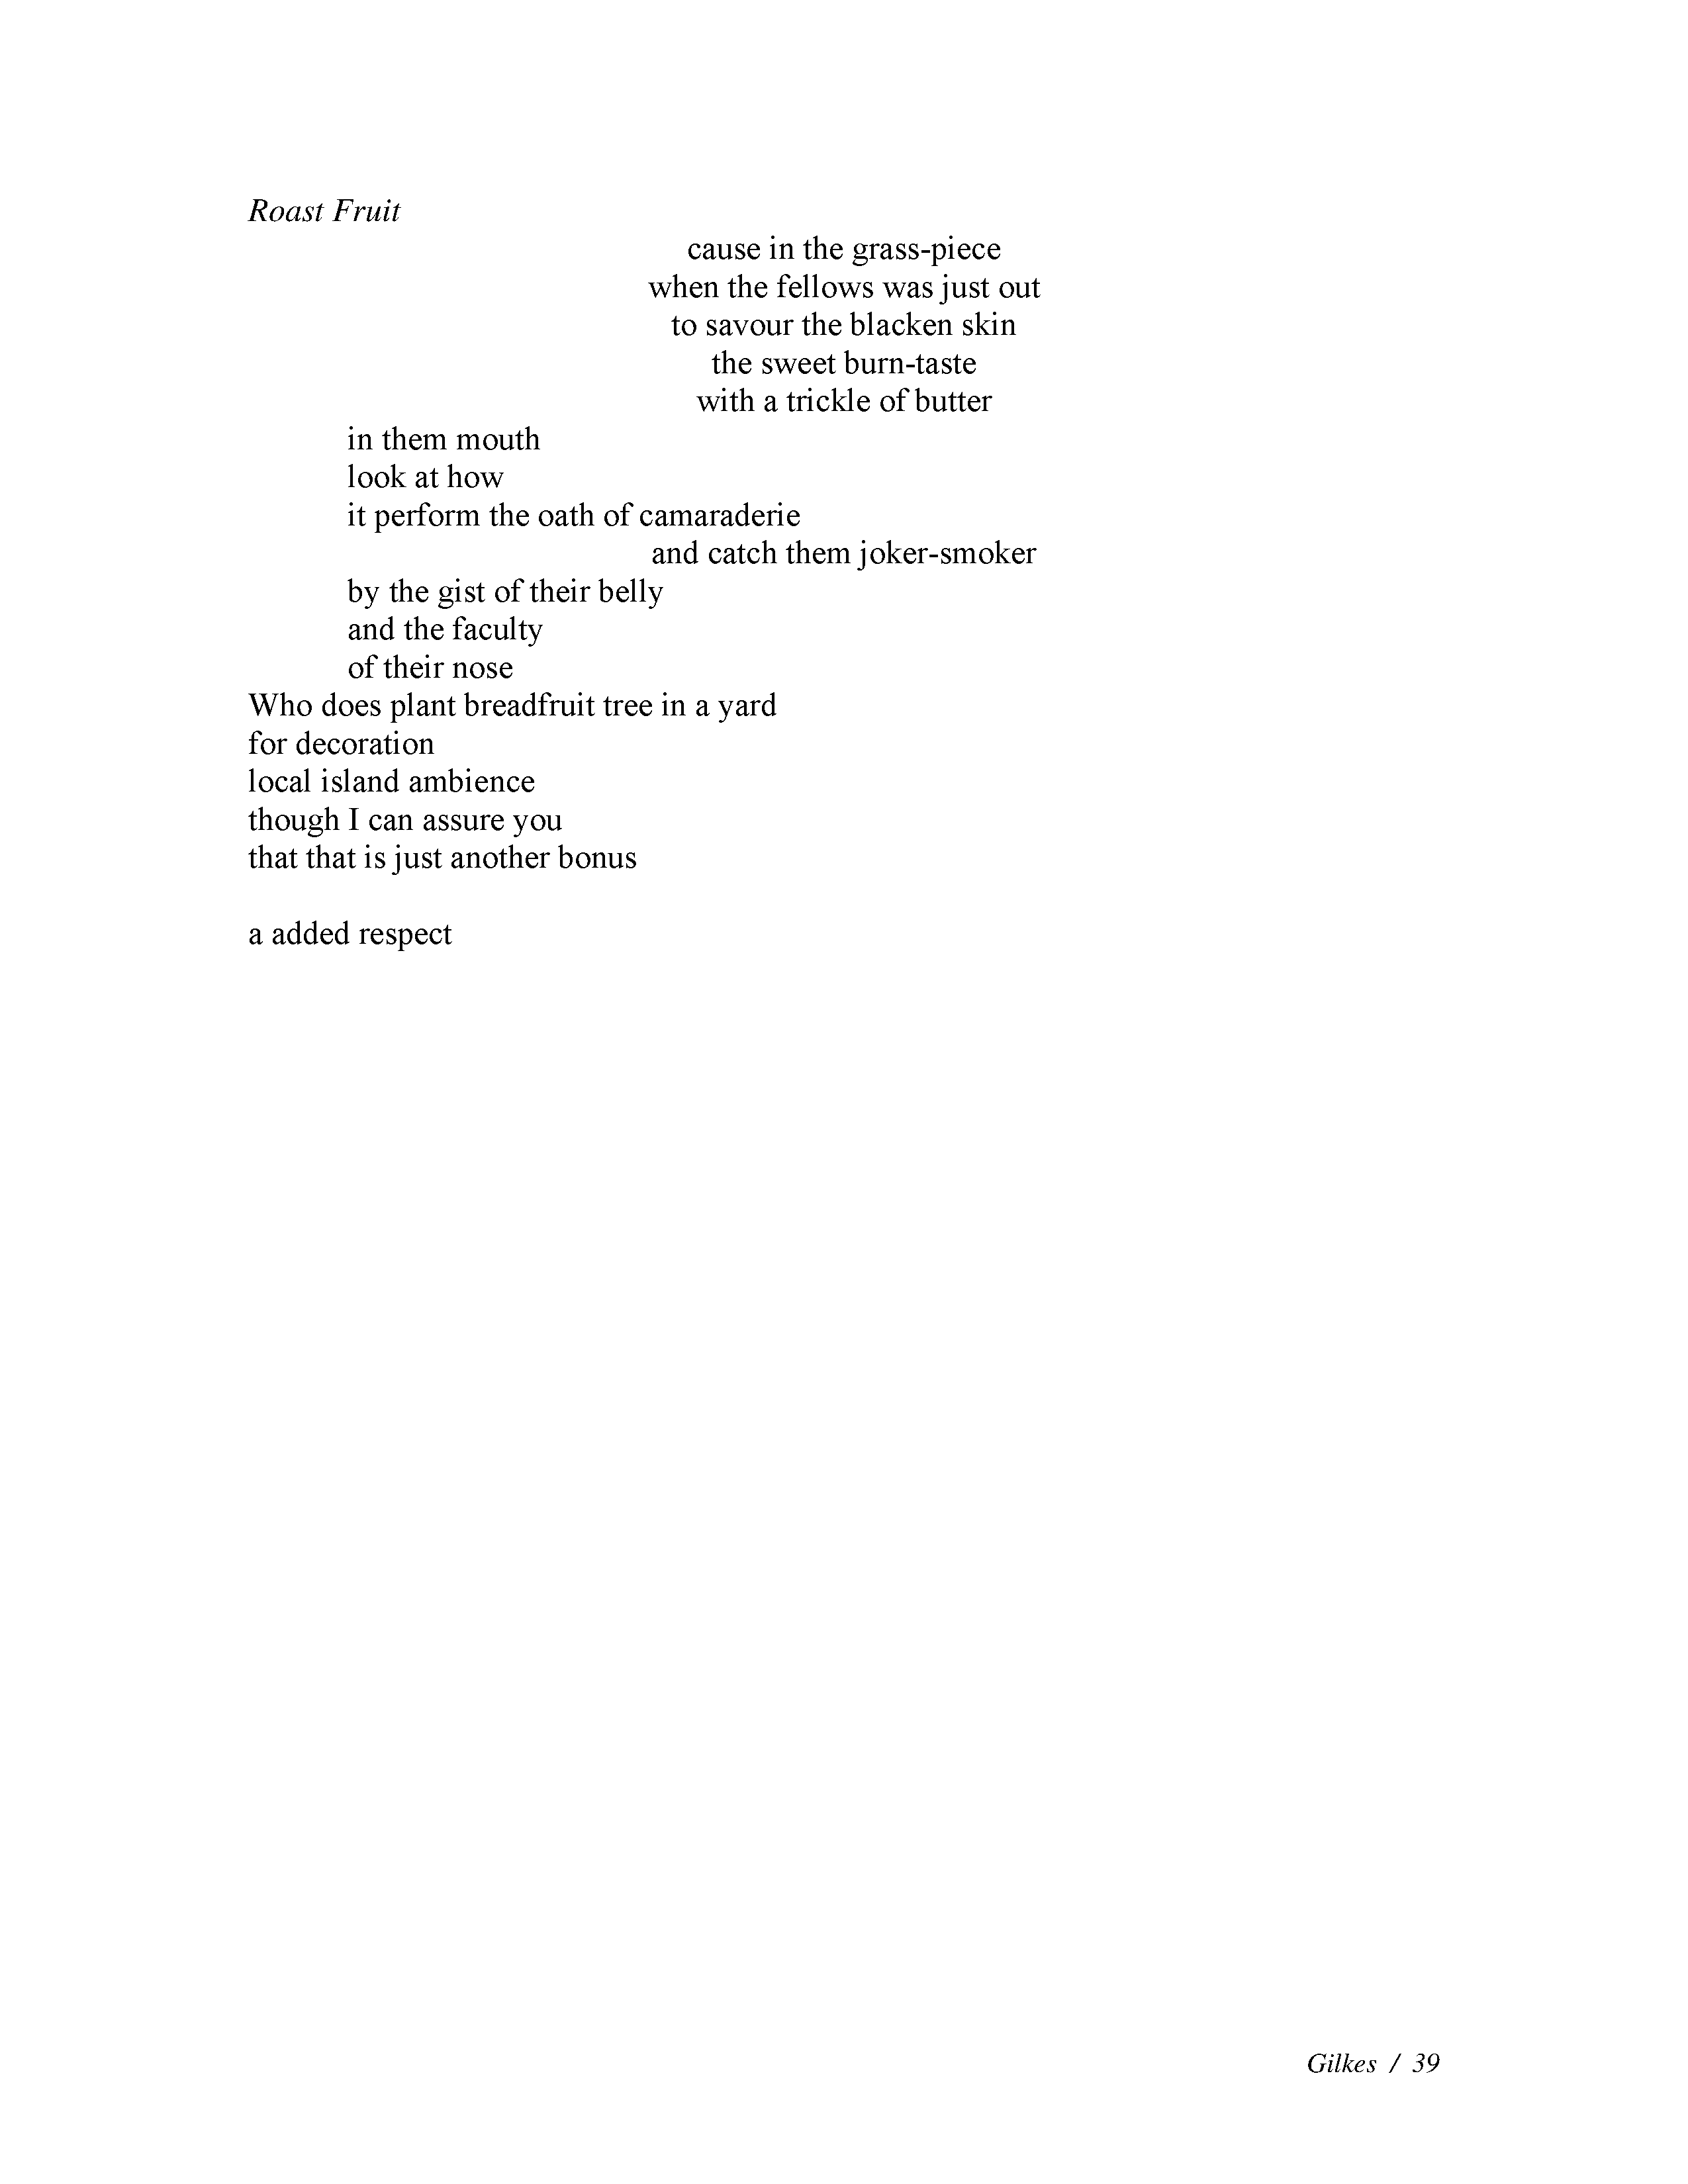 Roast Fruit
cause in the grass-piece
when the fellows was just out
to savour the blacken skin
the sweet burn-taste
with a trickle of butter
in them mouth
look at how
it perform the oath of camaraderie
and catch them joker-smoker
by the gist of their belly
and the faculty
of their nose
Who does plant breadfruit tree in a yard
for decoration
local island ambience
though I can assure you
that that is just another bonus
a added respect
Gilkes / 39